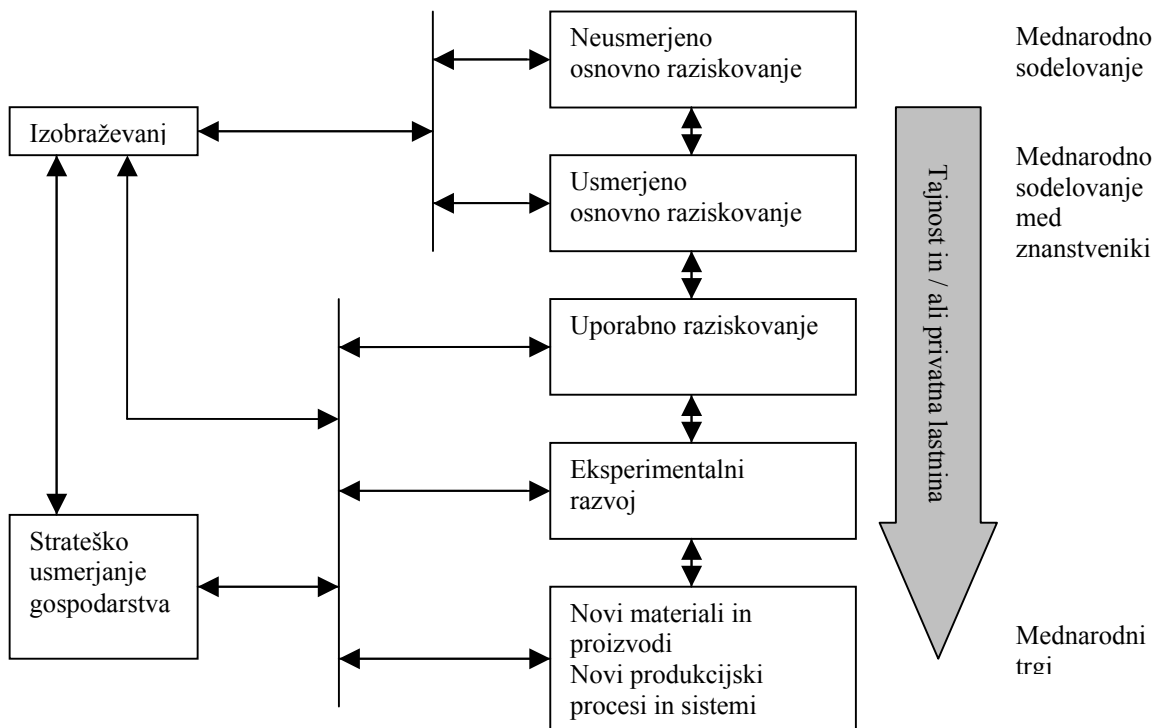 Neusmerjeno
osnovno raziskovanje
Mednarodno
sodelovanje
Izobraževanj
Usmerjeno
osnovno raziskovanje
Mednarodno
sodelovanje
med
znanstveniki
Tajnost in / ali privatna lastnina
Uporabno raziskovanje
Eksperimentalni
razvoj
Strateško
usmerjanje
gospodarstva
Novi materiali in
proizvodi
Novi produkcijski
procesi in sistemi
Mednarodni
trgi